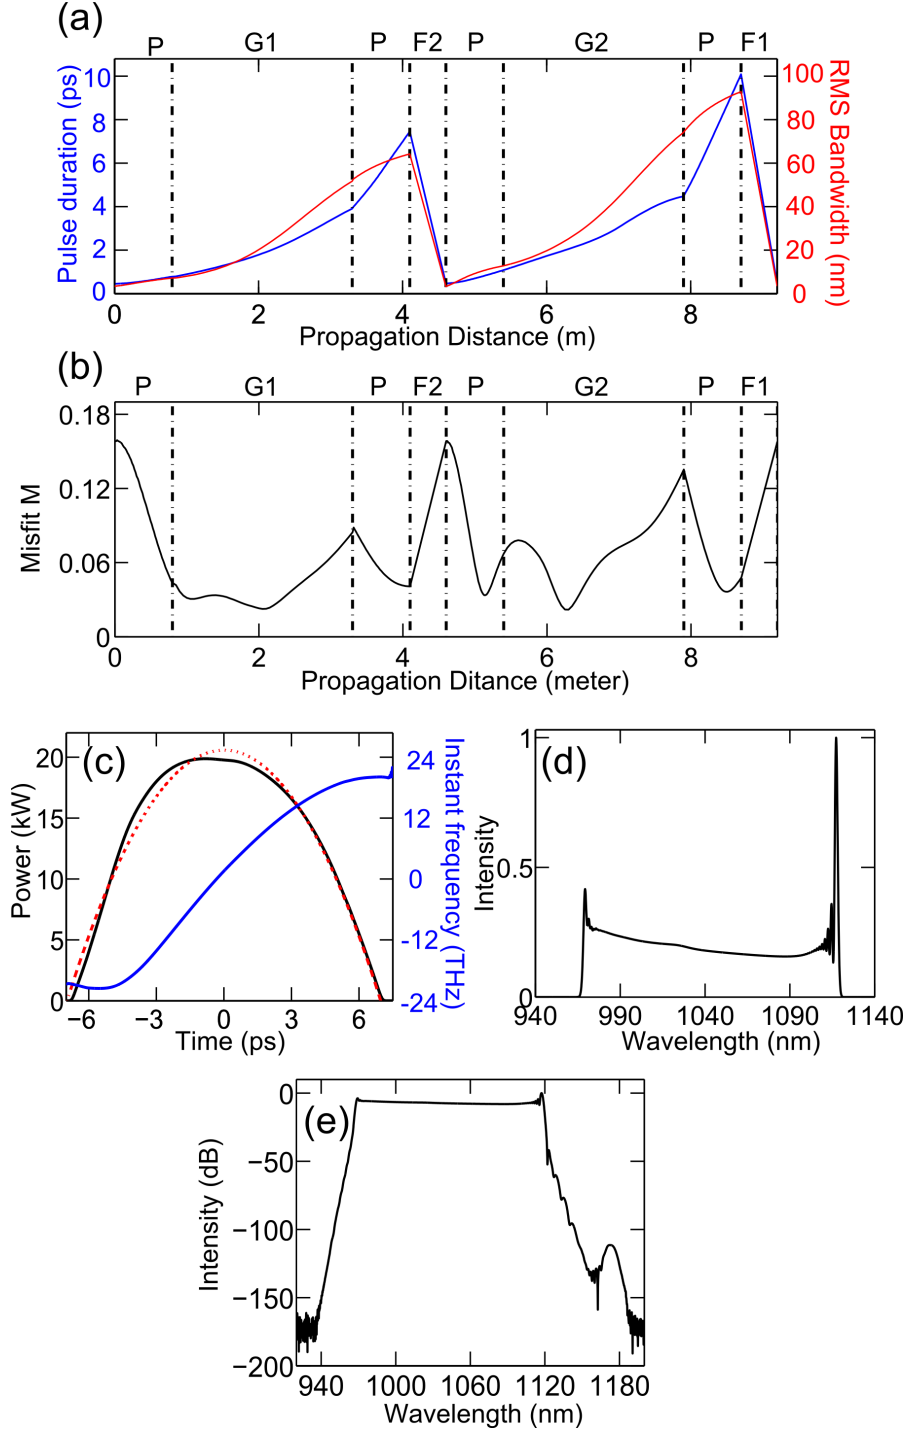 (a)
P G1 P F2 P G2 P F1
10 100
8 80
6 60
4 40
2 20
0 0
Pulse duration (ps)
RMS Bandwidth (nm)
0 2 4 6 8
Propagation Distance (m)
(b)
P G1 P F2 P G2 P F1
0.18
0.12
0.06
0
Misfit M
0 2 4 6 8
Propagation Ditance (meter)
(c)
20 24
15 12
10 0
5 -12
0 -24
Power (kW)
Instant frequency (THz)
−6 −3 0 3 6
Time (ps)
(d)
1
0.5
0
Intensity
940 990 1040 1090 1140
Wavelength (nm)
(e)
0
−50
−100
−150
−200
Intensity (dB)
940 1000 1060 1120 1180
Wavelength (nm)